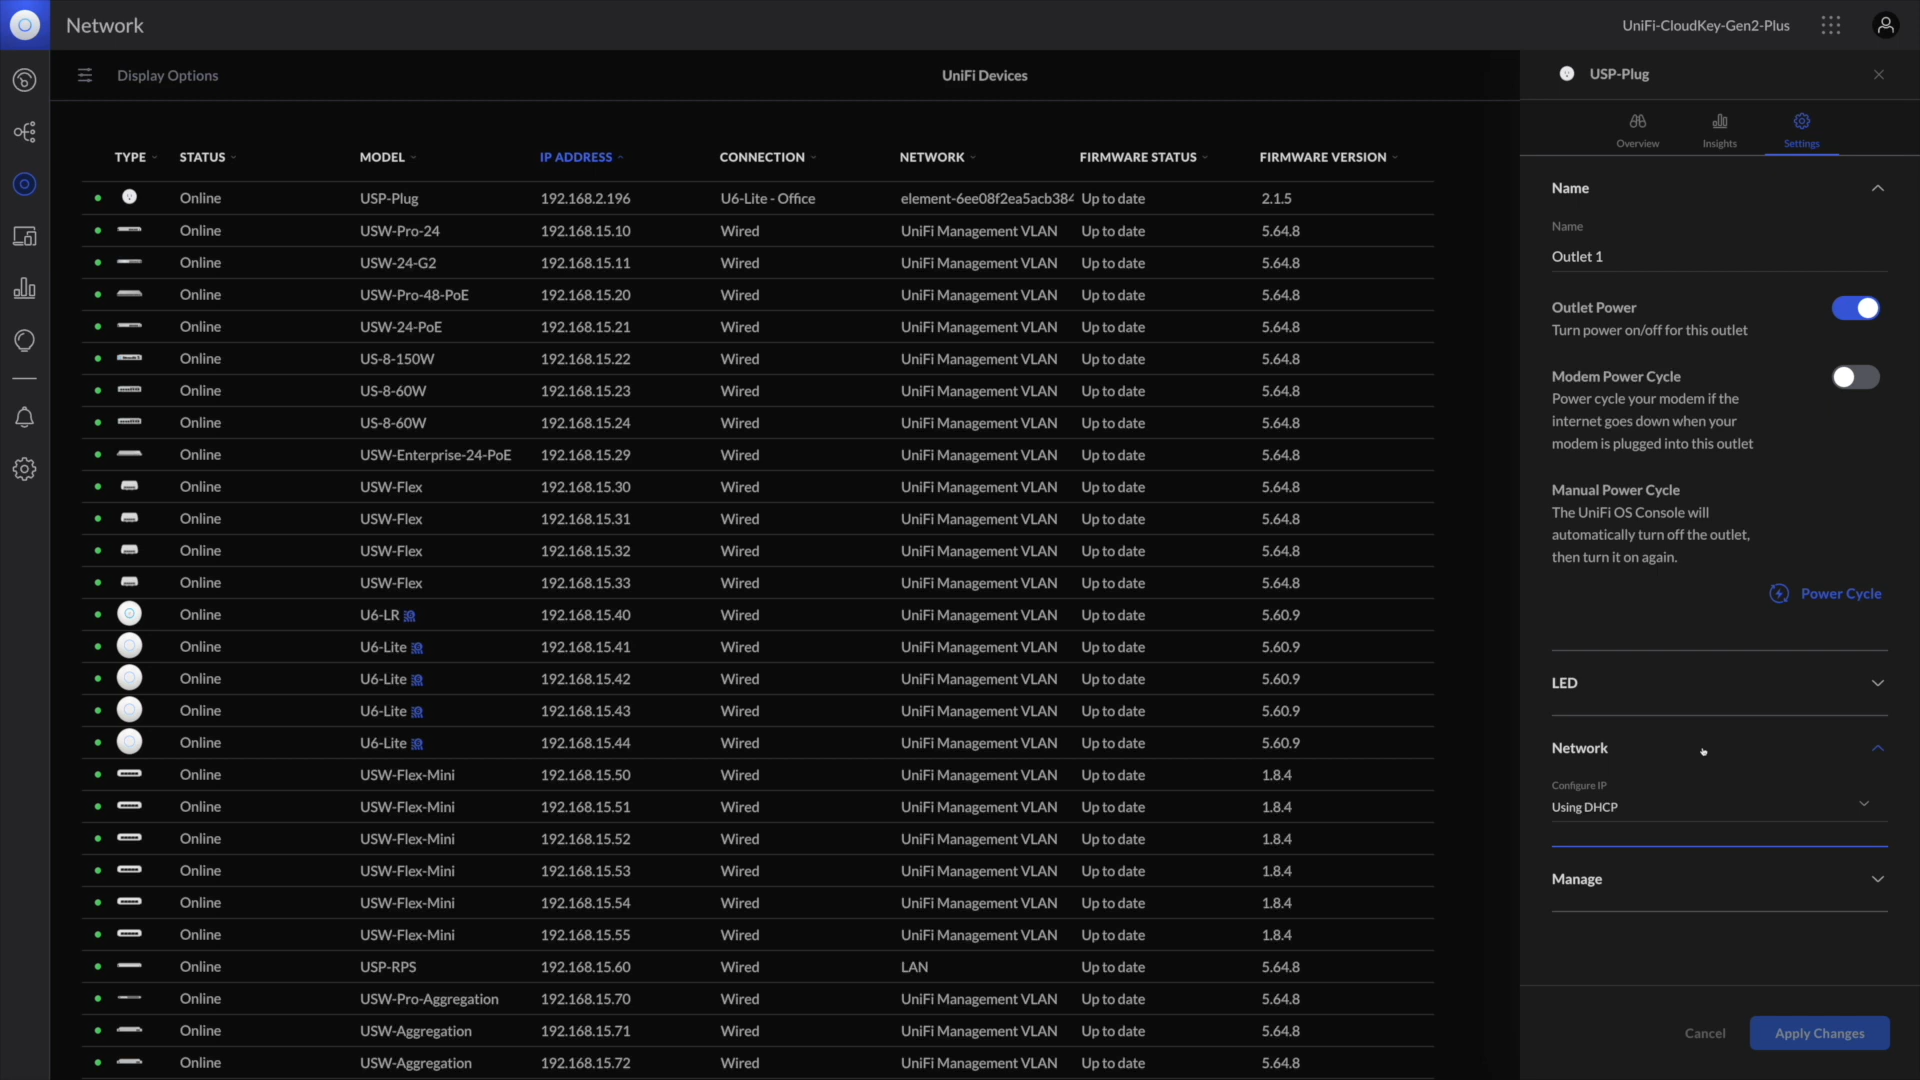 Network
UniFi-CloudKey-Gen2-Plus
Display Options
UniFi Devices
TYPE STATUS MODEL IP ADDRESS CONNECTION NETWORK FIRMWARE STATUS FIRMWARE VERSION
Online USP-Plug 192.168.2.196 U6-Lite - Office element-6ee08f2ea5acb384 Up to date 2.1.5
Online USW-Pro-24 192.168.15.10 Wired UniFi Management VLAN Up to date 5.64.8
Online USW-24-G2 192.168.15.11 Wired UniFi Management VLAN Up to date 5.64.8
Online USW-Pro-48-PoE 192.168.15.20 Wired UniFi Management VLAN Up to date 5.64.8
Online USW-24-PoE 192.168.15.21 Wired UniFi Management VLAN Up to date 5.64.8
Online US-8-150W 192.168.15.22 Wired UniFi Management VLAN Up to date 5.64.8
Online US-8-60W 192.168.15.23 Wired UniFi Management VLAN Up to date 5.64.8
Online US-8-60W 192.168.15.24 Wired UniFi Management VLAN Up to date 5.64.8
Online USW-Enterprise-24-PoE 192.168.15.29 Wired UniFi Management VLAN Up to date 5.64.8
Online USW-Flex 192.168.15.30 Wired UniFi Management VLAN Up to date 5.64.8
Online USW-Flex 192.168.15.31 Wired UniFi Management VLAN Up to date 5.64.8
Online USW-Flex 192.168.15.32 Wired UniFi Management VLAN Up to date 5.64.8
Online USW-Flex 192.168.15.33 Wired UniFi Management VLAN Up to date 5.64.8
Online U6-LR 192.168.15.40 Wired UniFi Management VLAN Up to date 5.60.9
Online U6-Lite 192.168.15.41 Wired UniFi Management VLAN Up to date 5.60.9
Online U6-Lite 192.168.15.42 Wired UniFi Management VLAN Up to date 5.60.9
Online U6-Lite 192.168.15.43 Wired UniFi Management VLAN Up to date 5.60.9
Online U6-Lite 192.168.15.44 Wired UniFi Management VLAN Up to date 5.60.9
Online USW-Flex-Mini 192.168.15.50 Wired UniFi Management VLAN Up to date 1.8.4
Online USW-Flex-Mini 192.168.15.51 Wired UniFi Management VLAN Up to date 1.8.4
Online USW-Flex-Mini 192.168.15.52 Wired UniFi Management VLAN Up to date 1.8.4
Online USW-Flex-Mini 192.168.15.53 Wired UniFi Management VLAN Up to date 1.8.4
Online USW-Flex-Mini 192.168.15.54 Wired UniFi Management VLAN Up to date 1.8.4
Online USW-Flex-Mini 192.168.15.55 Wired UniFi Management VLAN Up to date 1.8.4
Online USP-RPS 192.168.15.60 Wired LAN Up to date 5.64.8
Online USW-Pro-Aggregation 192.168.15.70 Wired UniFi Management VLAN Up to date 5.64.8
Online USW-Aggregation 192.168.15.71 Wired UniFi Management VLAN Up to date 5.64.8
Online USW-Aggregation 192.168.15.72 Wired UniFi Management VLAN Up to date 5.64.8
USP-Plug
Overview Insights Settings
Name
Name
Outlet 1
Outlet Power
Turn power on/off for this outlet
Modem Power Cycle
Power cycle your modem if the
internet goes down when your
modem is plugged into this outlet
Manual Power Cycle
The UniFi OS Console will
automatically turn off the outlet,
then turn it on again.
Power Cycle
LED
Network
Configure IP
Using DHCP
Manage
Cancel Apply Changes